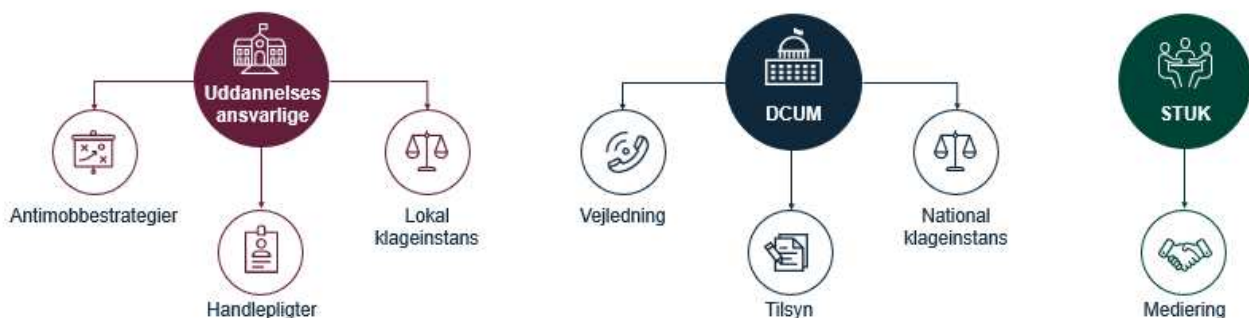 Uddannelses
ansvarlige
Antimobbestrategier
Handlepligter
Lokal
klageinstans
DCUM
Vejledning
Tilsyn
National
klageinstans
STUK
Mediering